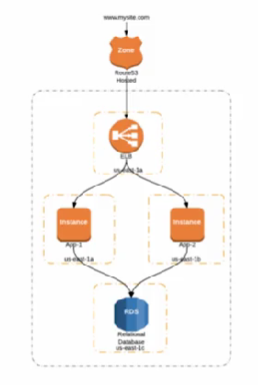 www.mysite.com
Zone
Route53
Hosted
ELB
us-east-1a
Instance
Instance
App-1
App-2
us-east-1a
us-east-1b
RDS
Relational
Database
us-east-1c